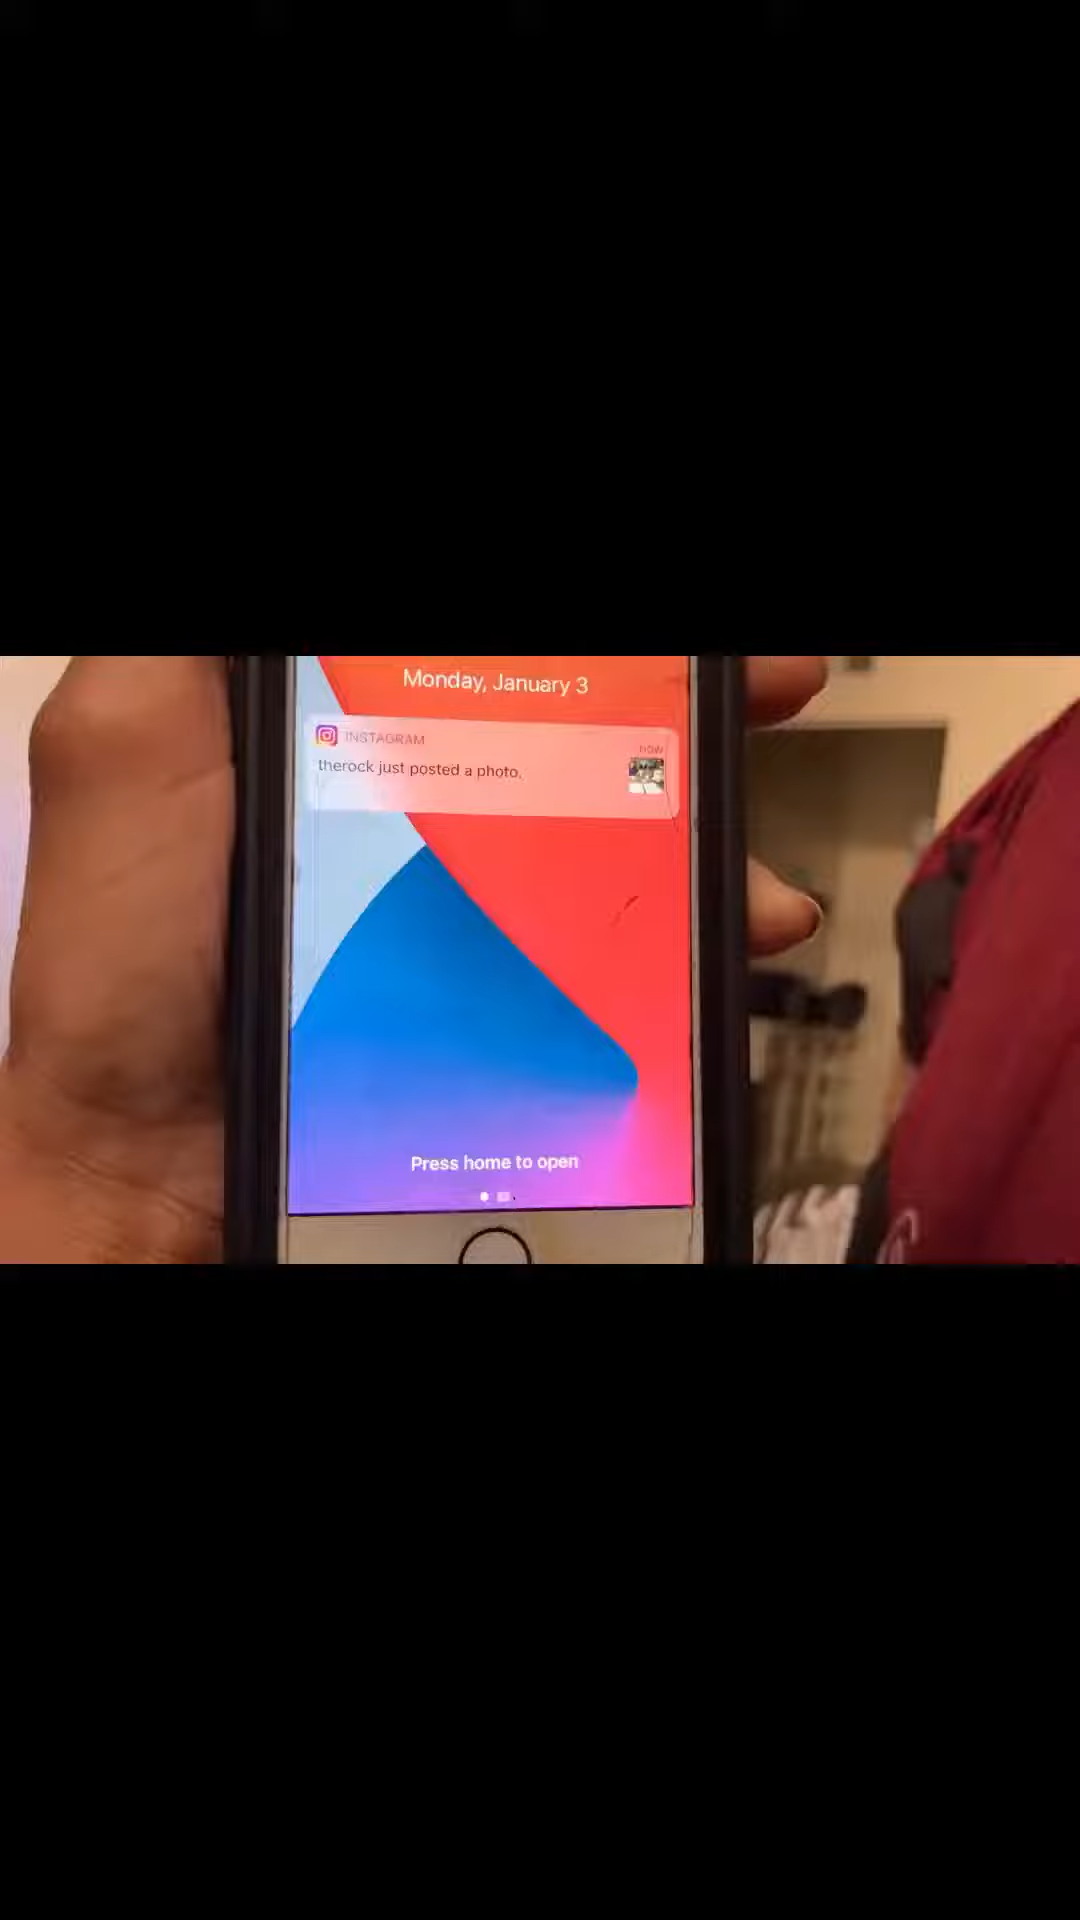 Monday, January 3
INSTAGRAM
now
therock just posted a photo.
Press home to open